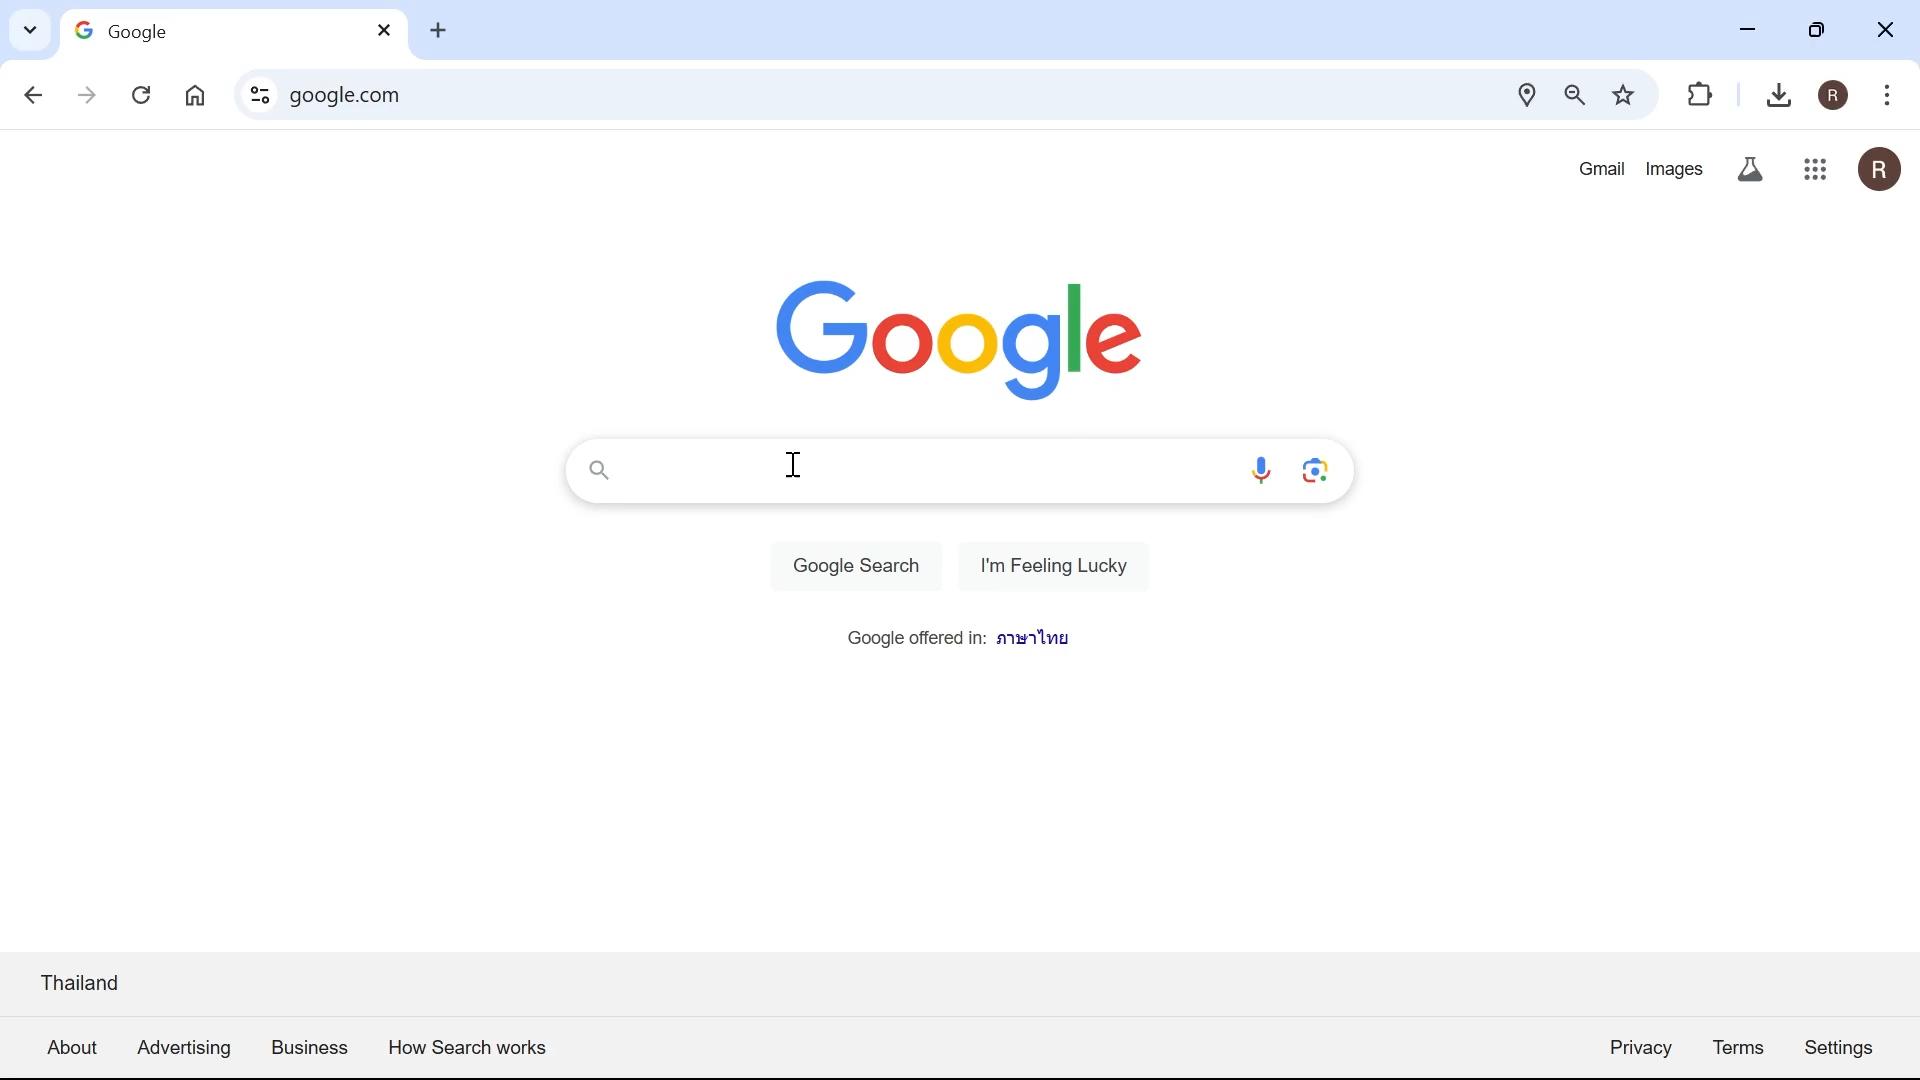 Google
google.com
R
Gmail Images
R
Google
Google Search I'm Feeling Lucky
Google offered in: ภาษาไทย
Thailand
About Advertising Business How Search works Privacy Terms Settings